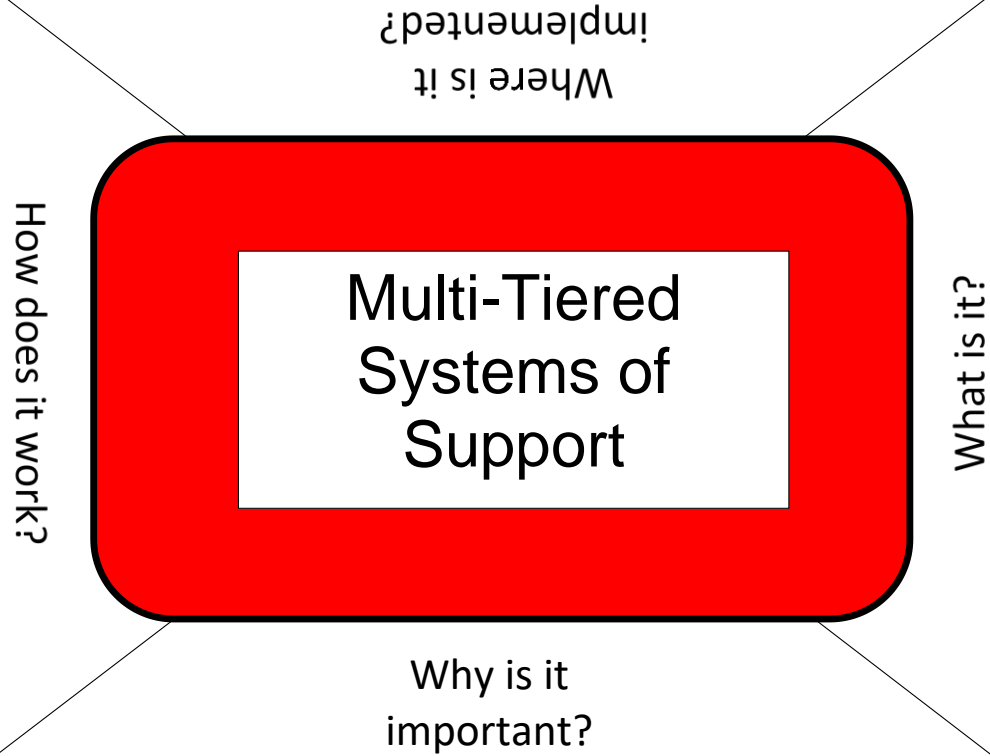 Where is it
implemented?
How does it work?
Multi-Tiered
Systems of
Support
What is it?
Why is it
important?